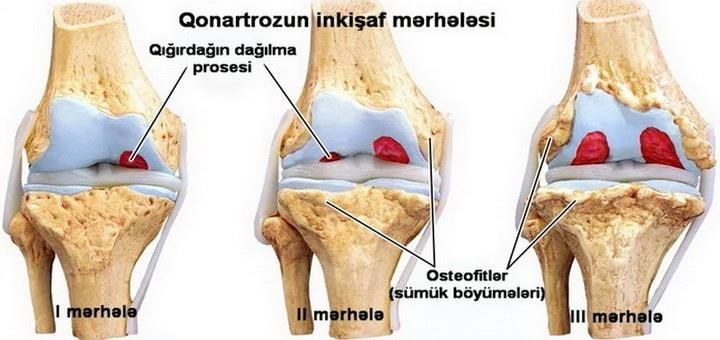 Qonartrozun inkişaf mərhələsi
Qığırdağın dağılma
prosesi
Osteofitlər
(sümük böyümələri)
I mərhələ
II mərhələ
III mərhələ